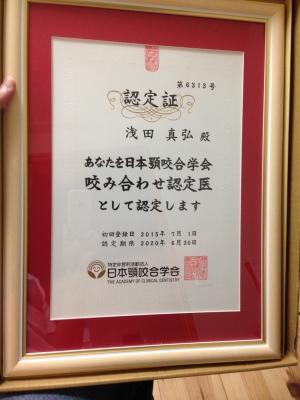 第6313号
認定証
浅田 真弘 殿
あなたを日本顎咬合学会
咬み合わせ認定医
として認定します
初回登録日 2015年 7月 1日
認定期限 2020年 6月30日
特定非営利活動法人
日本顎咬合学会
THE ACADEMY OF CLINICAL DENTISTRY